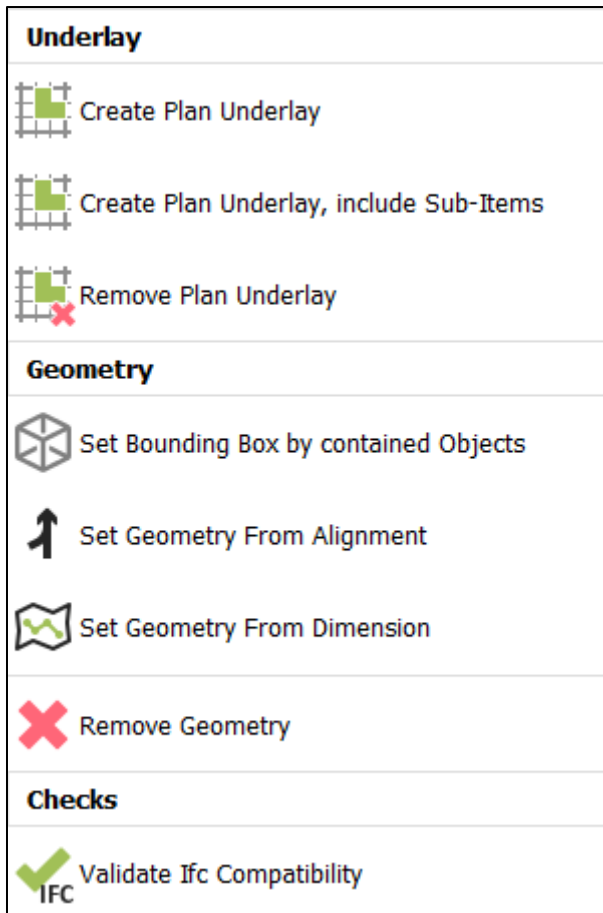 Underlay
Create Plan Underlay
Create Plan Underlay, include Sub-Items
Remove Plan Underlay
Geometry
Set Bounding Box by contained Objects
Set Geometry From Alignment
Set Geometry From Dimension
Remove Geometry
Checks
IFC Validate Ifc Compatibility